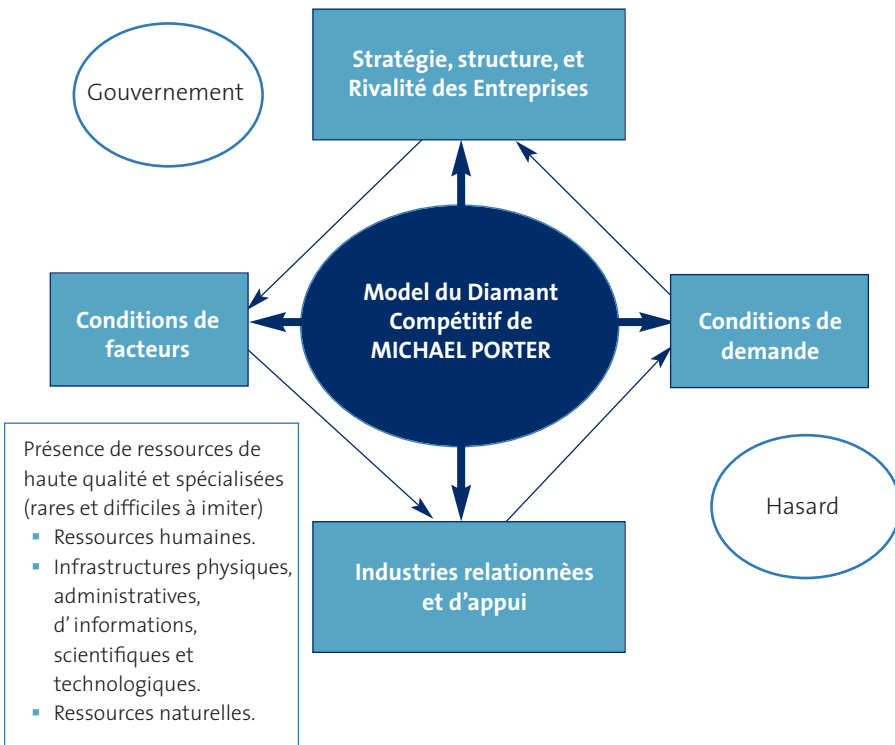 Gouvernement
Stratégie, structure, et
Rivalité des Entreprises
Model du Diamant
Compétitif de
MICHAEL PORTER
Conditions de
facteurs
Conditions de
demande
Présence de ressources de
haute qualité et spécialisées
(rares et difficiles à imiter)
▪ Ressources humaines.
▪ Infrastructures physiques,
administratives,
d’ informations,
scientifiques et
technologiques.
▪ Ressources naturelles.
Hasard
Industries relationnèes
et d’appui